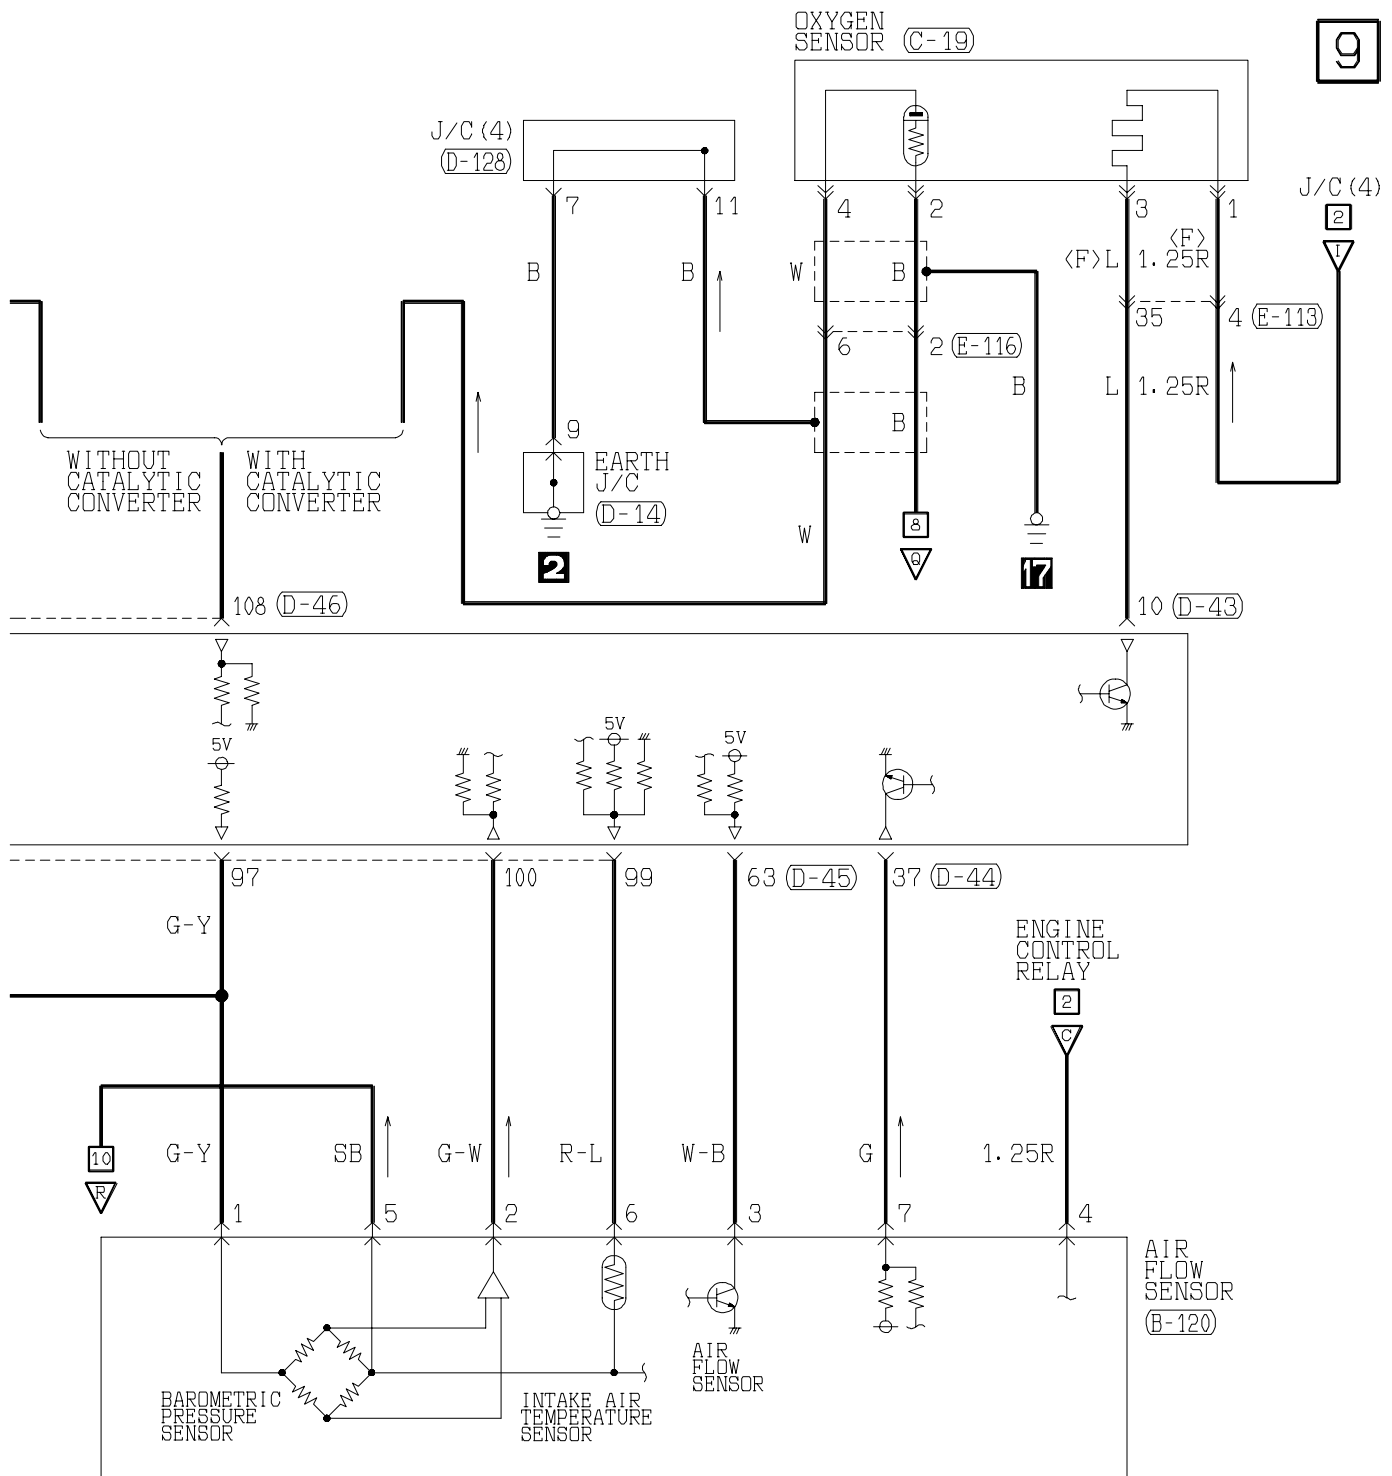 OXYGEN
SENSOR (C-19)
9
J/C(4)
(D-128)
7
11
4
2
3
1
J/C(4)
2
I
B
B
W
B
<F>L
<F>
1.25R
6
2 (E-116)
35
4 (E-113)
B
B
L
1.25R
9
EARTH
J/C
(D-14)
2
WITHOUT
CATALYTIC
CONVERTER
WITH
CATALYTIC
CONVERTER
W
8
Q
17
108 (D-46)
10 (D-43)
5V
5V
5V
97
100
99
63 (D-45)
37 (D-44)
G-Y
ENGINE
CONTROL
RELAY
2
C
10
R
G-Y
SB
G-W
R-L
W-B
G
1.25R
1
5
2
6
3
7
4
AIR
FLOW
SENSOR
(B-120)
BAROMETRIC
PRESSURE
SENSOR
INTAKE AIR
TEMPERATURE
SENSOR
AIR
FLOW
SENSOR